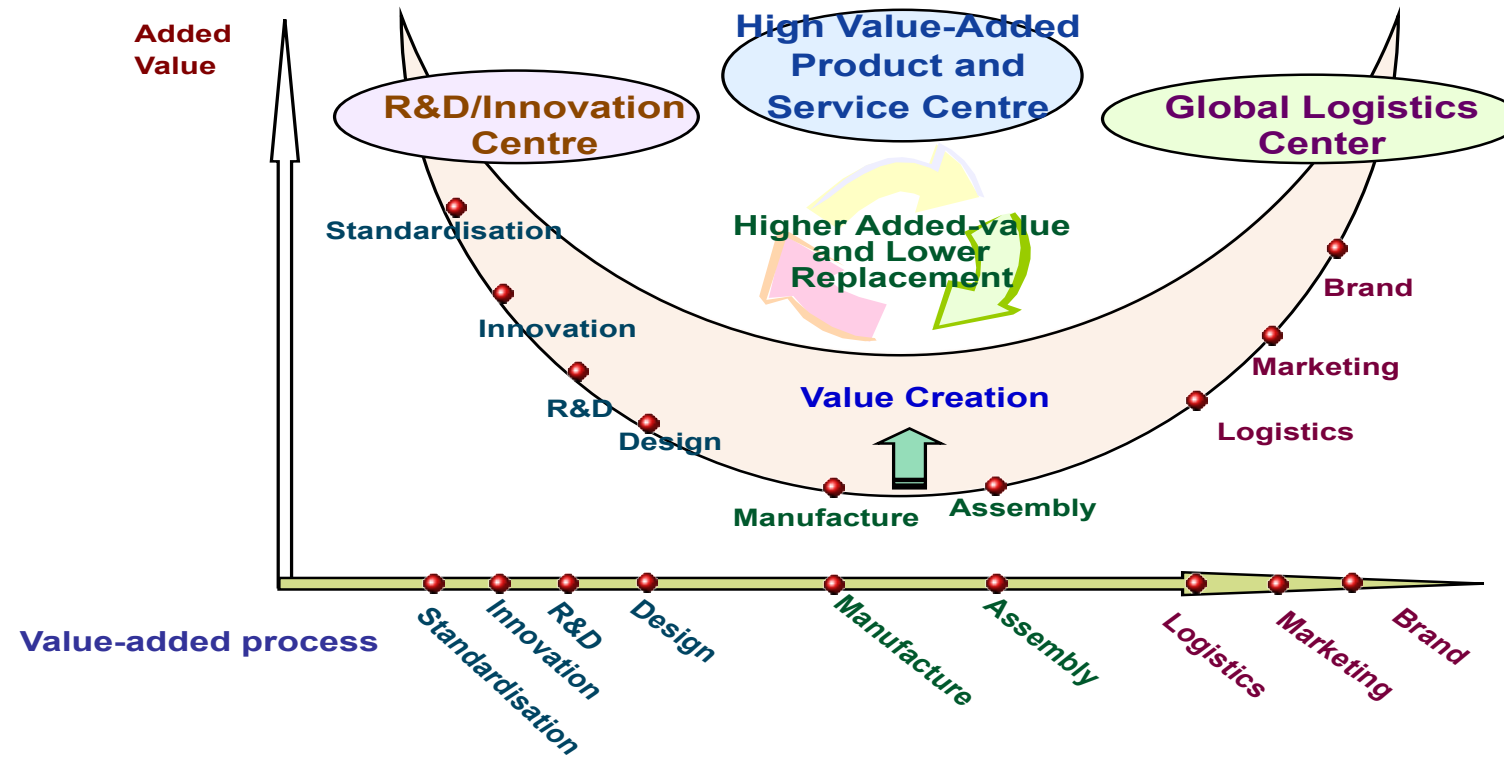 Added
Value
R&D/Innovation
Centre
High Value-Added
Product and
Service Centre
Global Logistics
Center
Standardisation
Innovation
R&D
Design
Higher Added-value
and Lower
Replacement
Value Creation
Manufacture
Assembly
Brand
Marketing
Logistics
Value-added process
Standardisation
Innovation
R&D
Design
Manufacture
Assembly
Logistics
Marketing
Brand